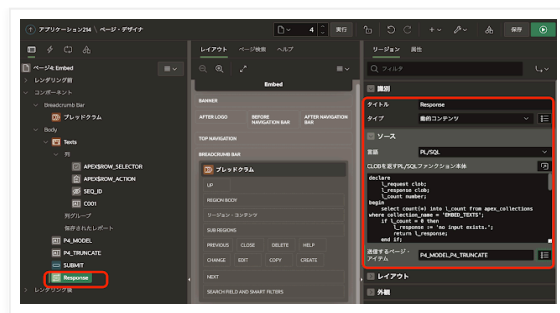 アプリケーション214 \ ページ・デザイナ
4
実行
保存
ページ4: Embed
レンダリング前
コンポーネント
Breadcrumb Bar
ブレッドクラム
Body
Texts
列
APEX$ROW_SELECTOR
APEX$ROW_ACTION
SEQ_ID
C001
列グループ
保存されたレポート
P4_MODEL
P4_TRUNCATE
SUBMIT
Response
レンダリング後
レイアウト
ページ検索
ヘルプ
Embed
BANNER
AFTER LOGO
BEFORE NAVIGATION BAR
AFTER NAVIGATION BAR
TOP NAVIGATION
BREADCRUMB BAR
ブレッドクラム
UP
REGION BODY
リージョン・コンテンツ
SUB REGIONS
PREVIOUS
CLOSE
DELETE
HELP
CHANGE
EDIT
COPY
CREATE
NEXT
SEARCH FIELD AND SMART FILTERS
リージョン
属性
フィルタ
識別
タイトル
Response
タイプ
動的コンテンツ
ソース
言語
PL/SQL
CLOBを返すPL/SQLファンクション本体
declare
l_request clob;
l_response clob;
l_count number;
begin
select count(*) into l_count from apex_collections
where collection_name = 'EMBED_TEXTS';
if l_count = 0 then
l_response := 'no input exists.';
return l_response;
end if;
送信するページ・アイテム
P4_MODEL,P4_TRUNCATE
レイアウト
外観